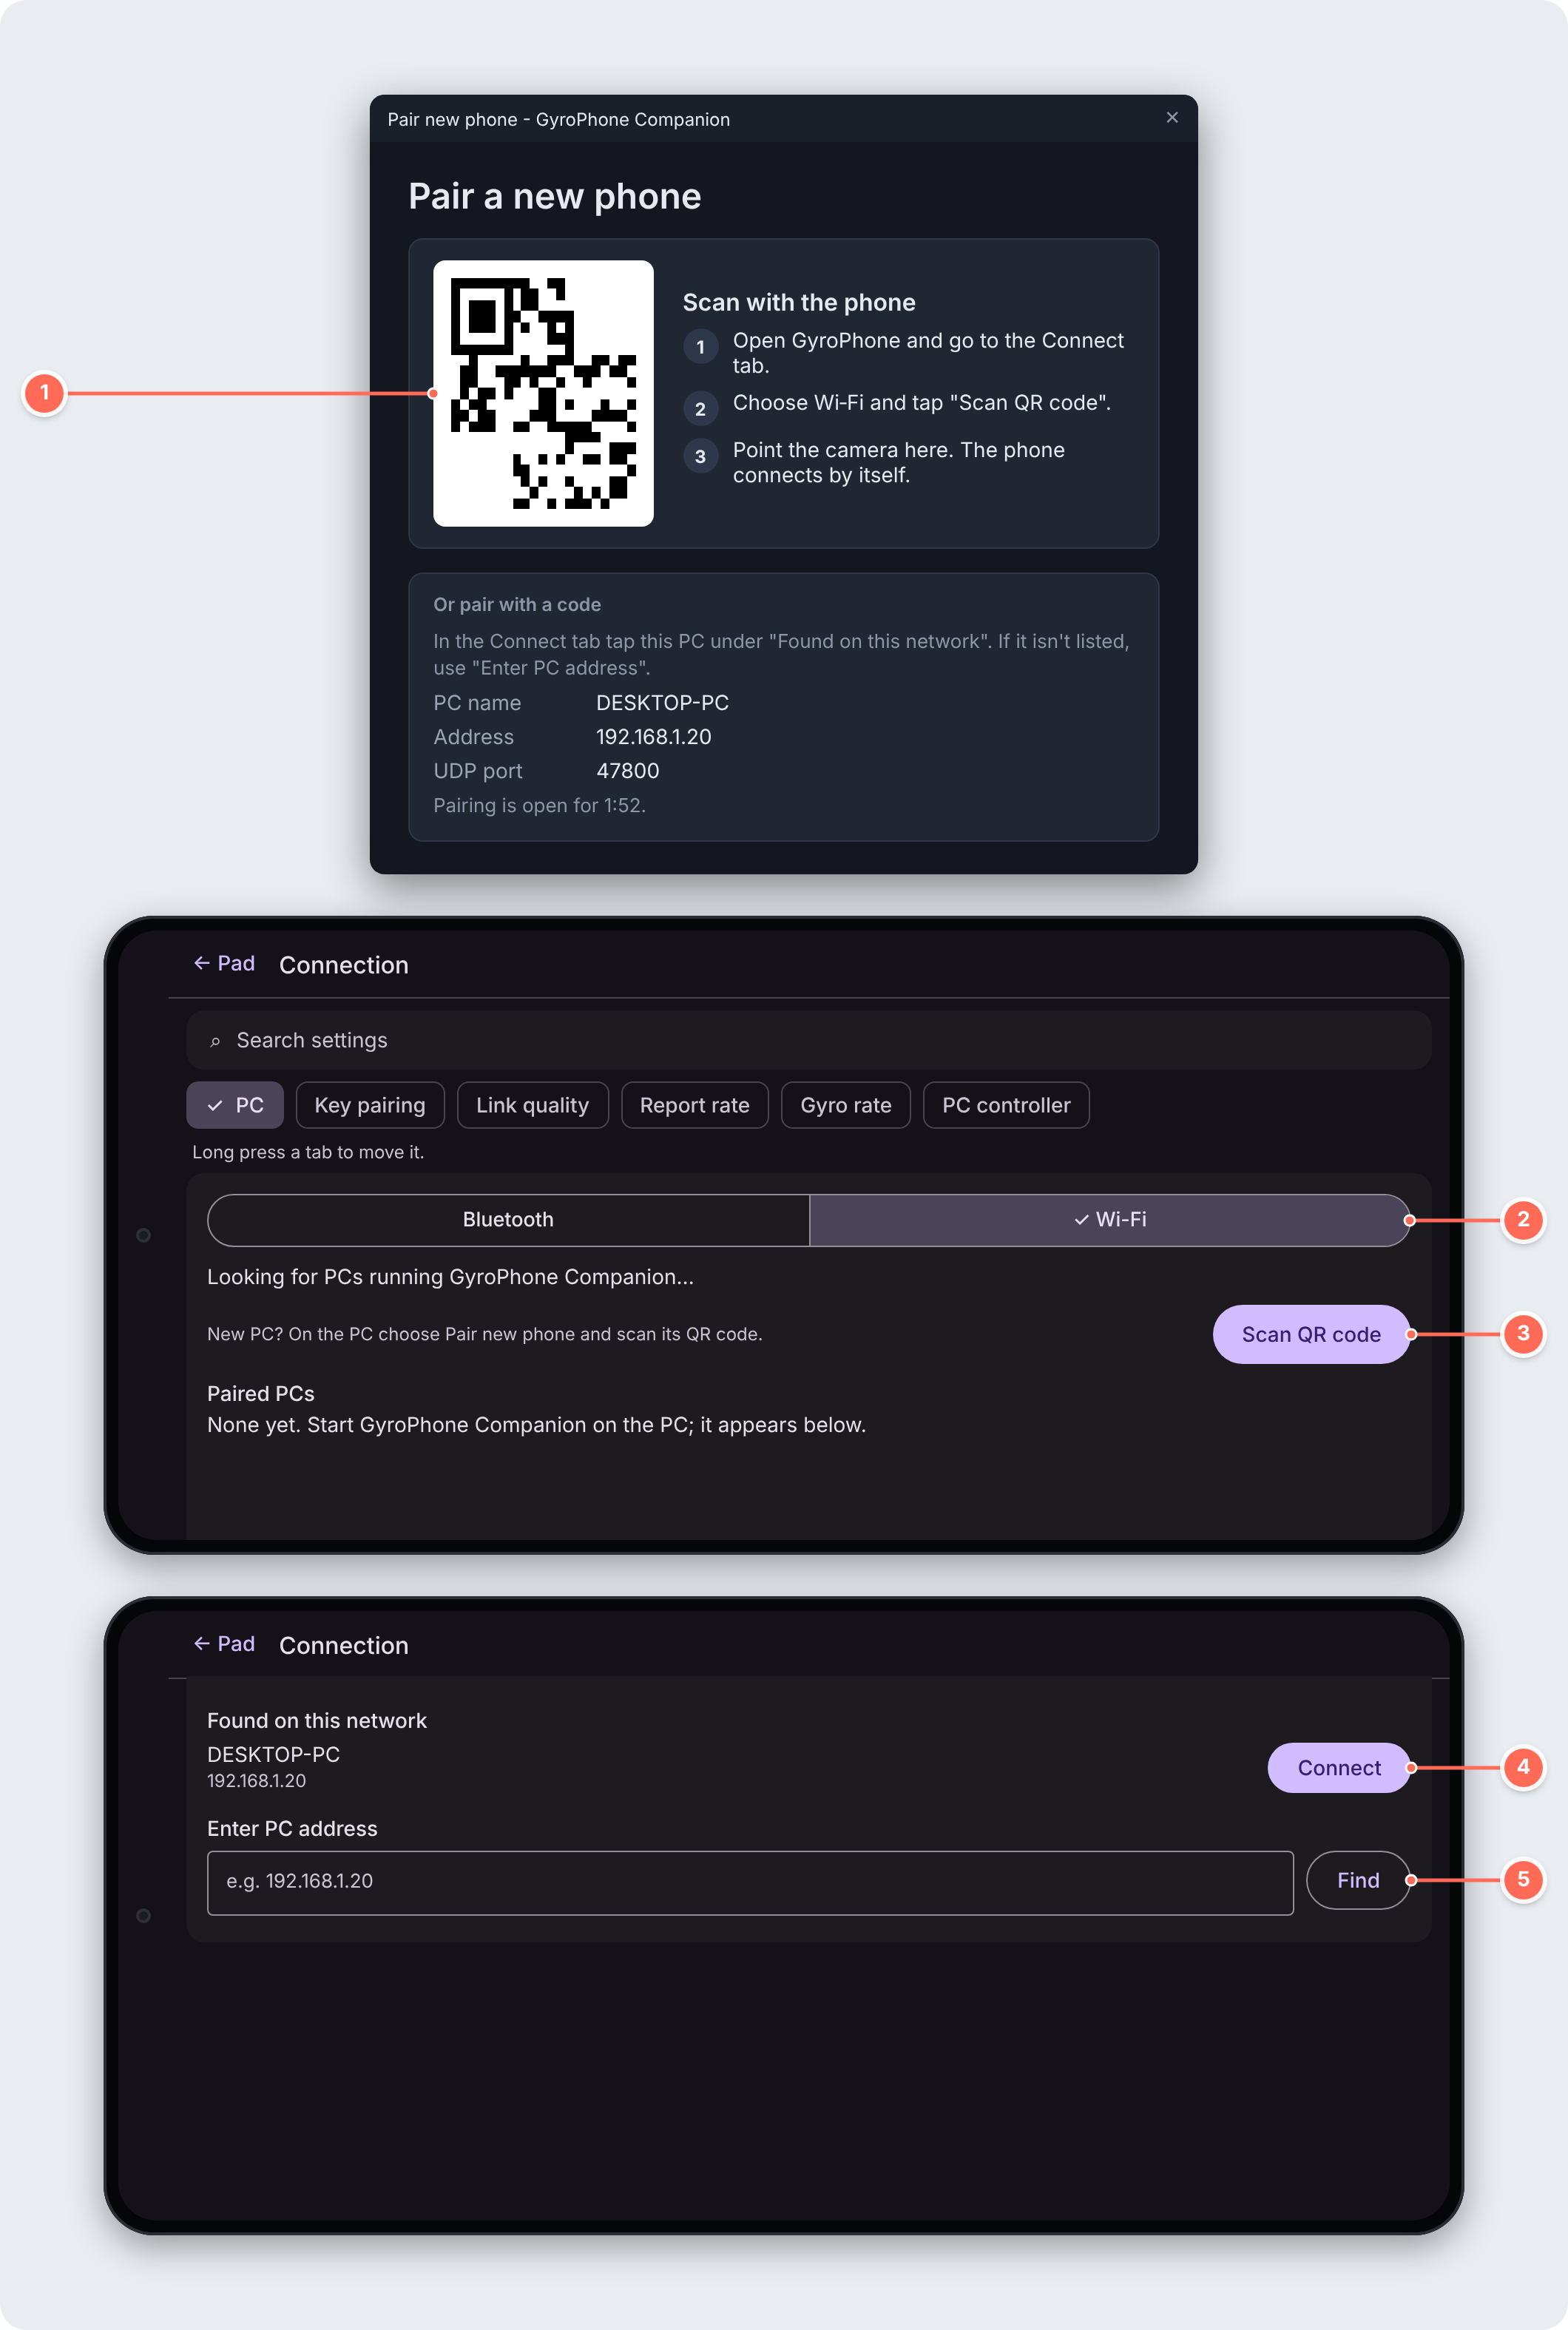 Pair new phone - GyroPhone Companion
Pair a new phone
1
Scan with the phone
1 Open GyroPhone and go to the Connect
tab.
2 Choose Wi-Fi and tap "Scan QR code".
3 Point the camera here. The phone
connects by itself.
Or pair with a code
In the Connect tab tap this PC under "Found on this network". If it isn't listed,
use "Enter PC address".
PC name DESKTOP-PC
Address 192.168.1.20
UDP port 47800
Pairing is open for 1:52.
← Pad Connection
Search settings
✓ PC Key pairing Link quality Report rate Gyro rate PC controller
Long press a tab to move it.
Bluetooth ✓ Wi-Fi 2
Looking for PCs running GyroPhone Companion...
New PC? On the PC choose Pair new phone and scan its QR code. Scan QR code 3
Paired PCs
None yet. Start GyroPhone Companion on the PC; it appears below.
← Pad Connection
Found on this network
DESKTOP-PC
192.168.1.20
Connect 4
Enter PC address
e.g. 192.168.1.20 Find 5